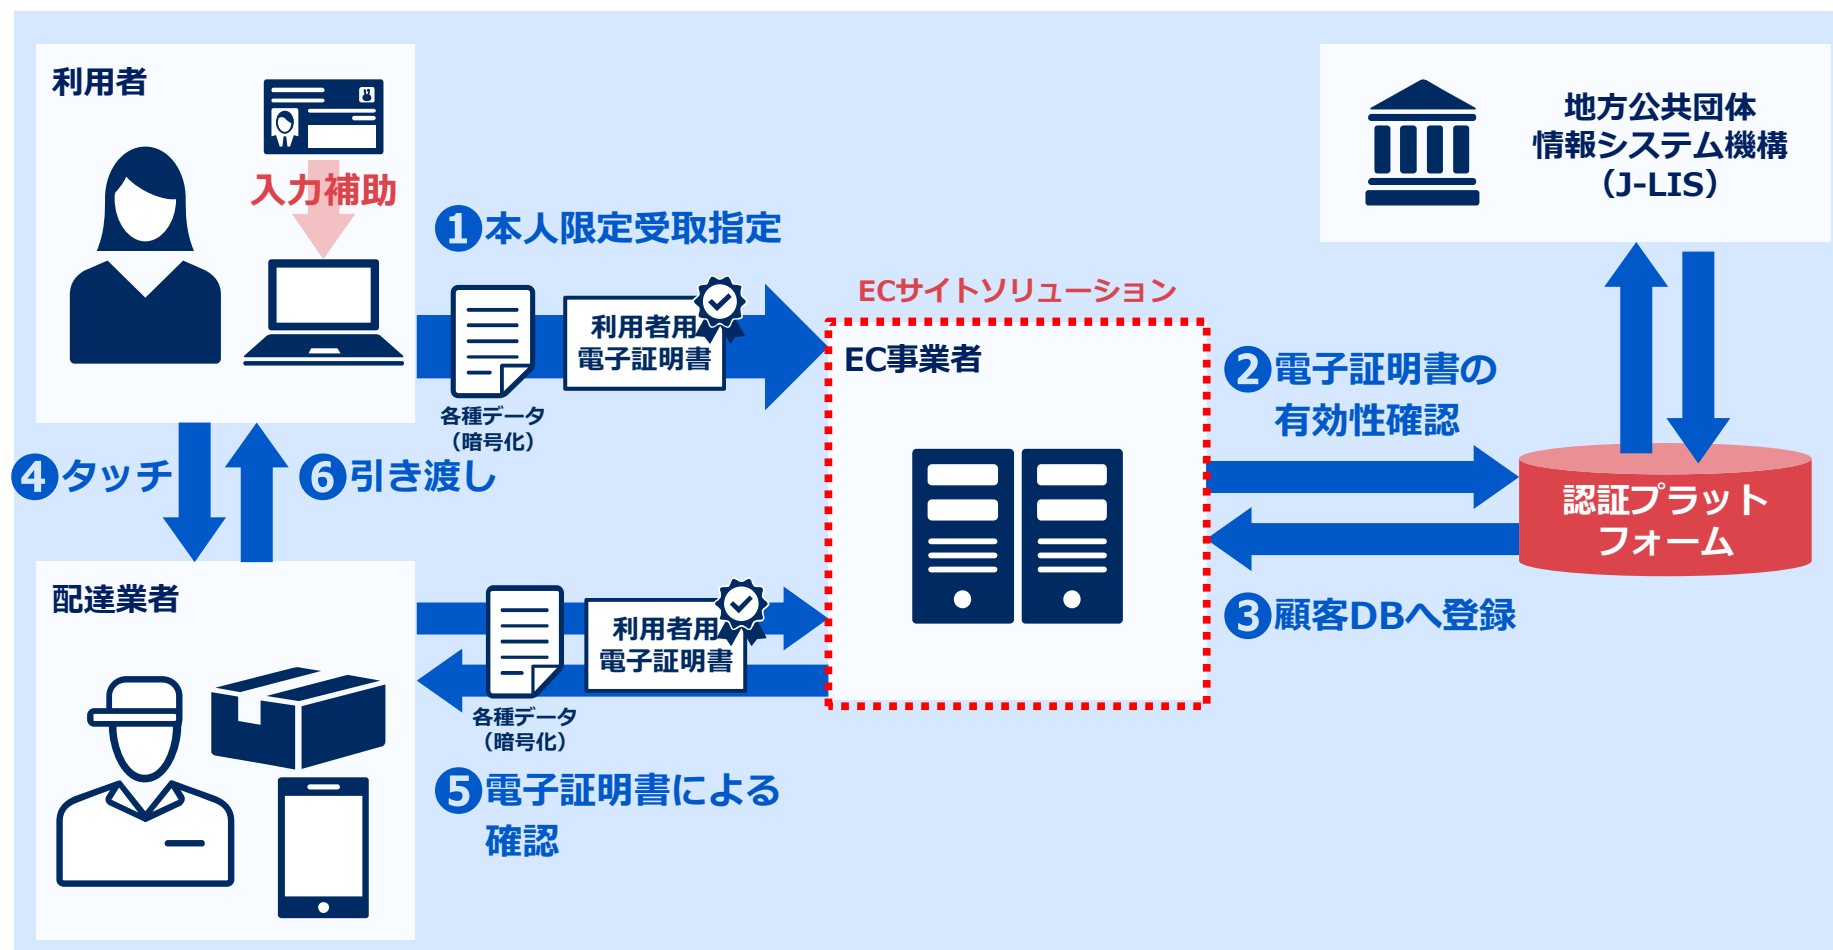 利用者
入力補助
❶本人限定受取指定
利用者用
電子証明書
各種データ
（暗号化）
ECサイトソリューション
EC事業者
地方公共団体
情報システム機構
（J-LIS）
❷電子証明書の
有効性確認
認証プラット
フォーム
❸顧客DBへ登録
❹タッチ
❻引き渡し
配達業者
利用者用
電子証明書
各種データ
（暗号化）
❺電子証明書による
確認